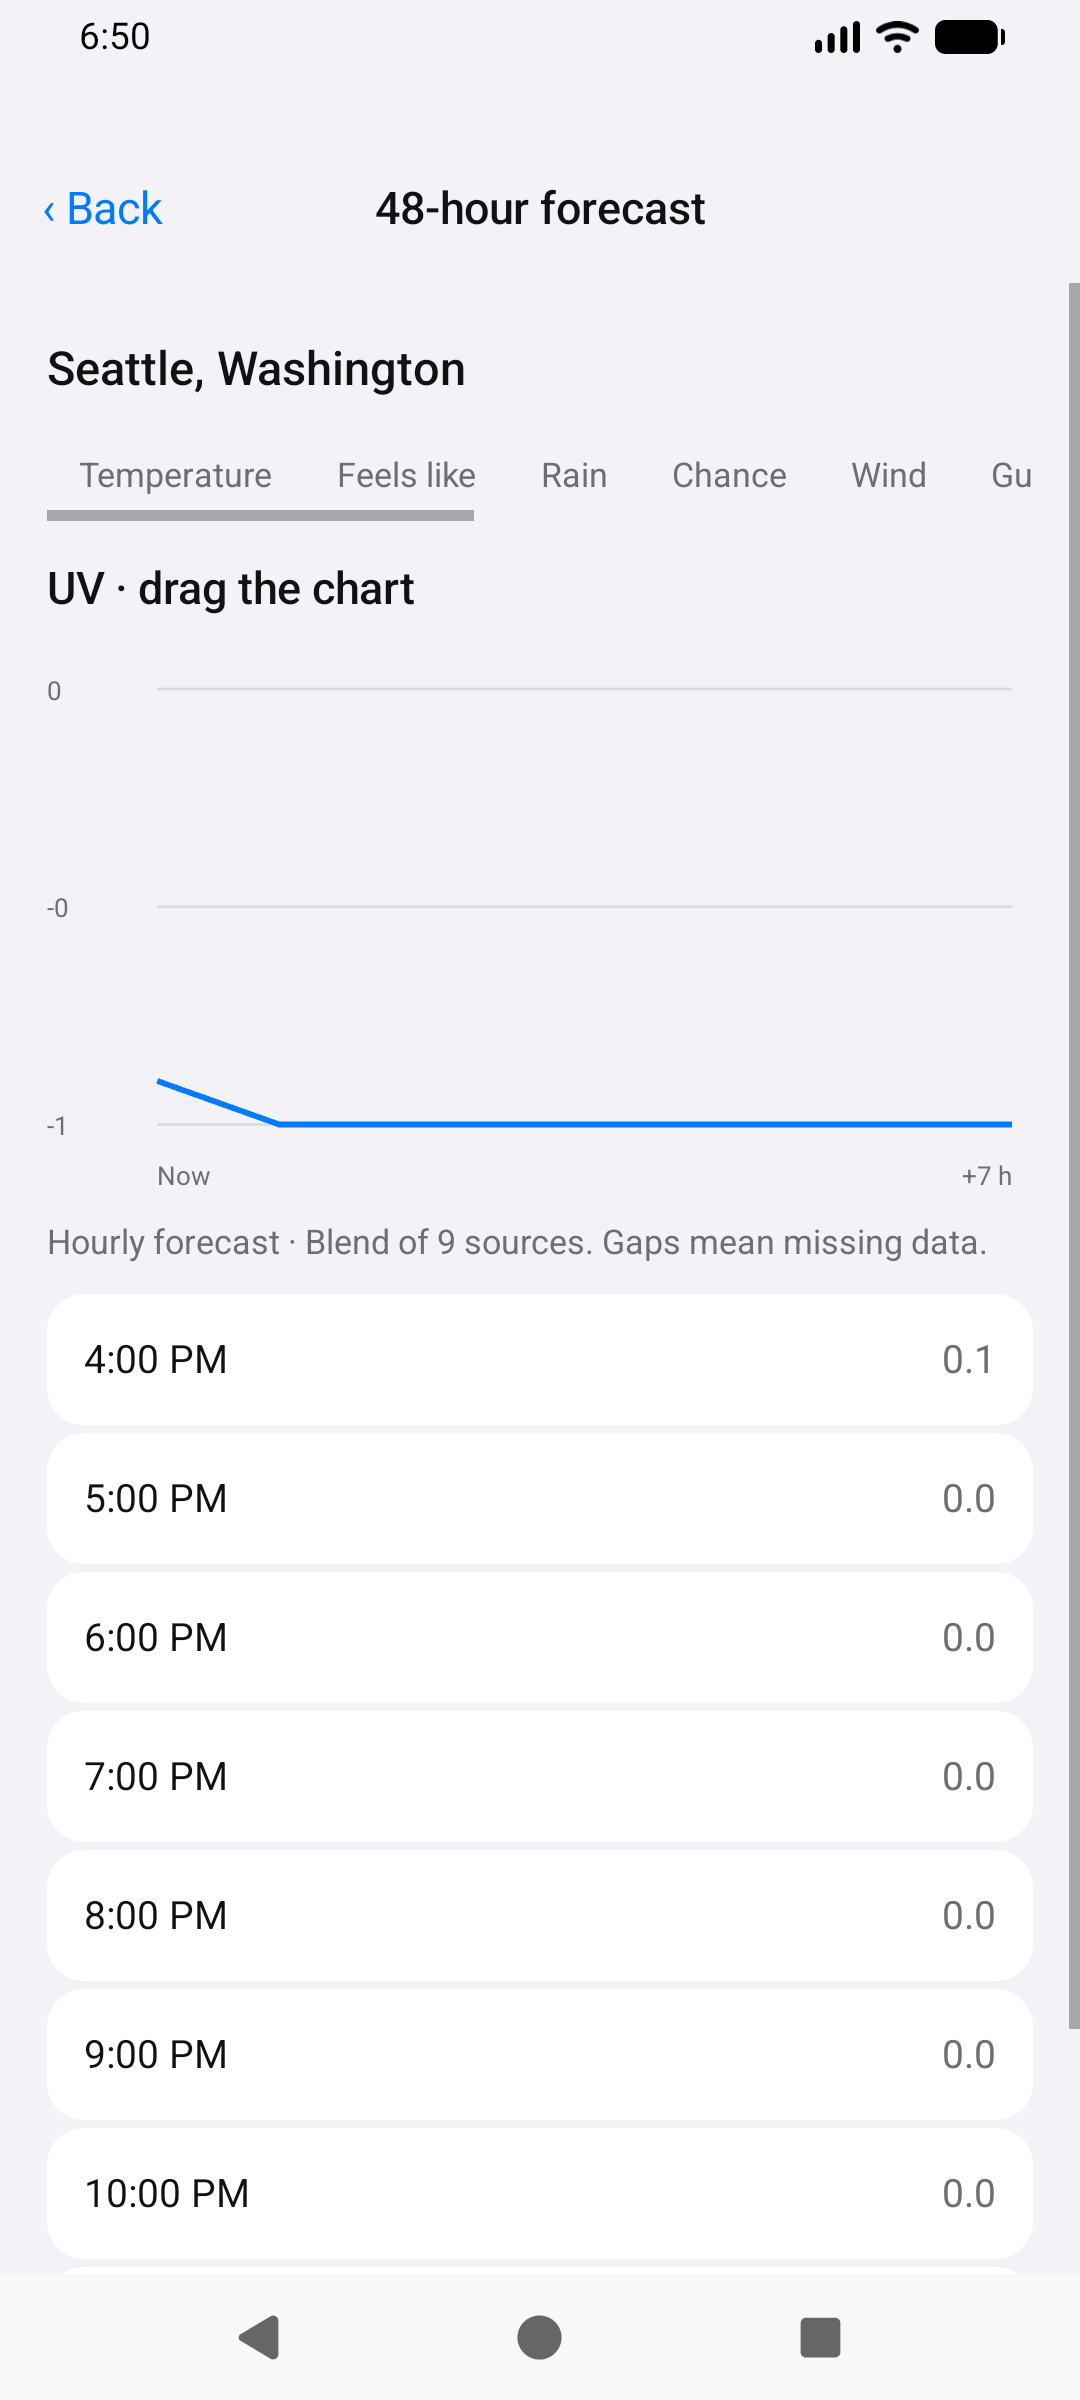 6:50
‹ Back
48-hour forecast
Seattle, Washington
Temperature Feels like Rain Chance Wind Gu
UV · drag the chart
0
-0
-1
Now +7 h
Hourly forecast · Blend of 9 sources. Gaps mean missing data.
4:00 PM 0.1
5:00 PM 0.0
6:00 PM 0.0
7:00 PM 0.0
8:00 PM 0.0
9:00 PM 0.0
10:00 PM 0.0